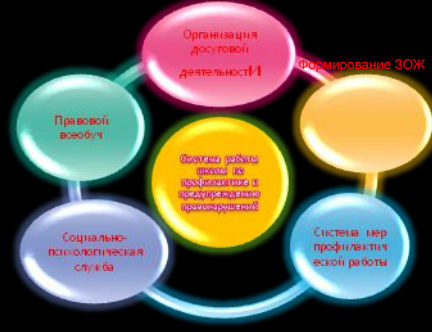 Организация
досуговой
деятельностИ
Формирование ЗОЖ
Правовой
всеобуч
Система работы
школы по
профилактике и
предупреждению
правонарушений
Социально-
психологическая
служба
Система мер
профилактич
еской работы